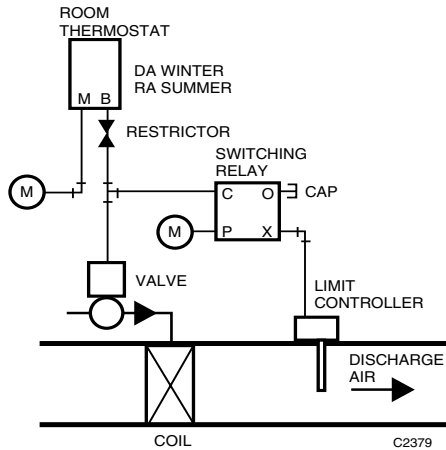 ROOM
THERMOSTAT
DA WINTER
RA SUMMER
M B
RESTRICTOR
SWITCHING
RELAY
M
C O
CAP
M
P X
VALVE
LIMIT
CONTROLLER
DISCHARGE
AIR
COIL
C2379